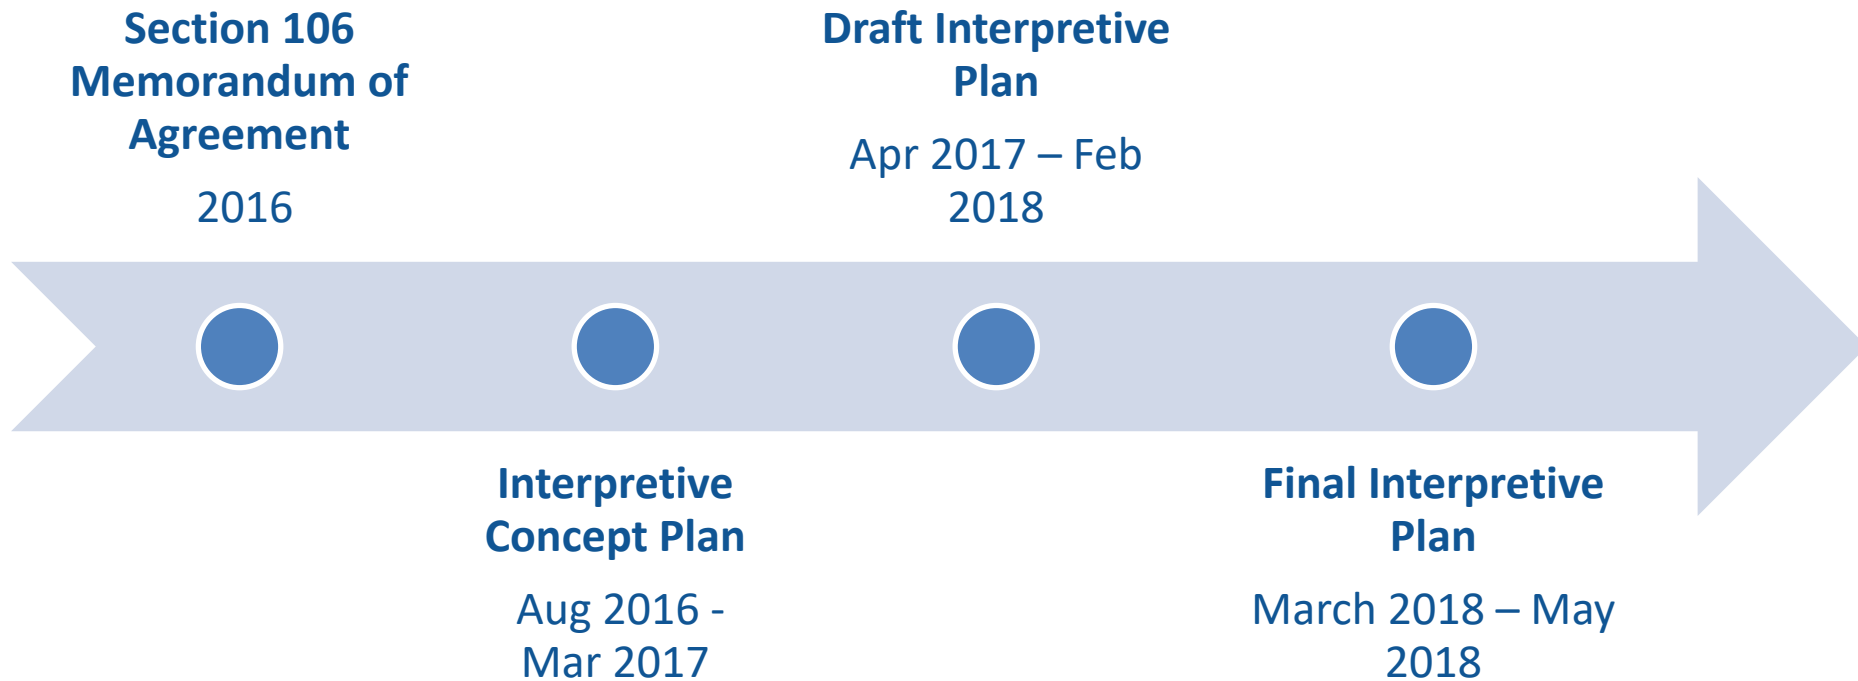 Section 106
Memorandum of
Agreement
2016
Interpretive
Concept Plan
Aug 2016 -
Mar 2017
Draft Interpretive
Plan
Apr 2017 – Feb
2018
Final Interpretive
Plan
March 2018 – May
2018